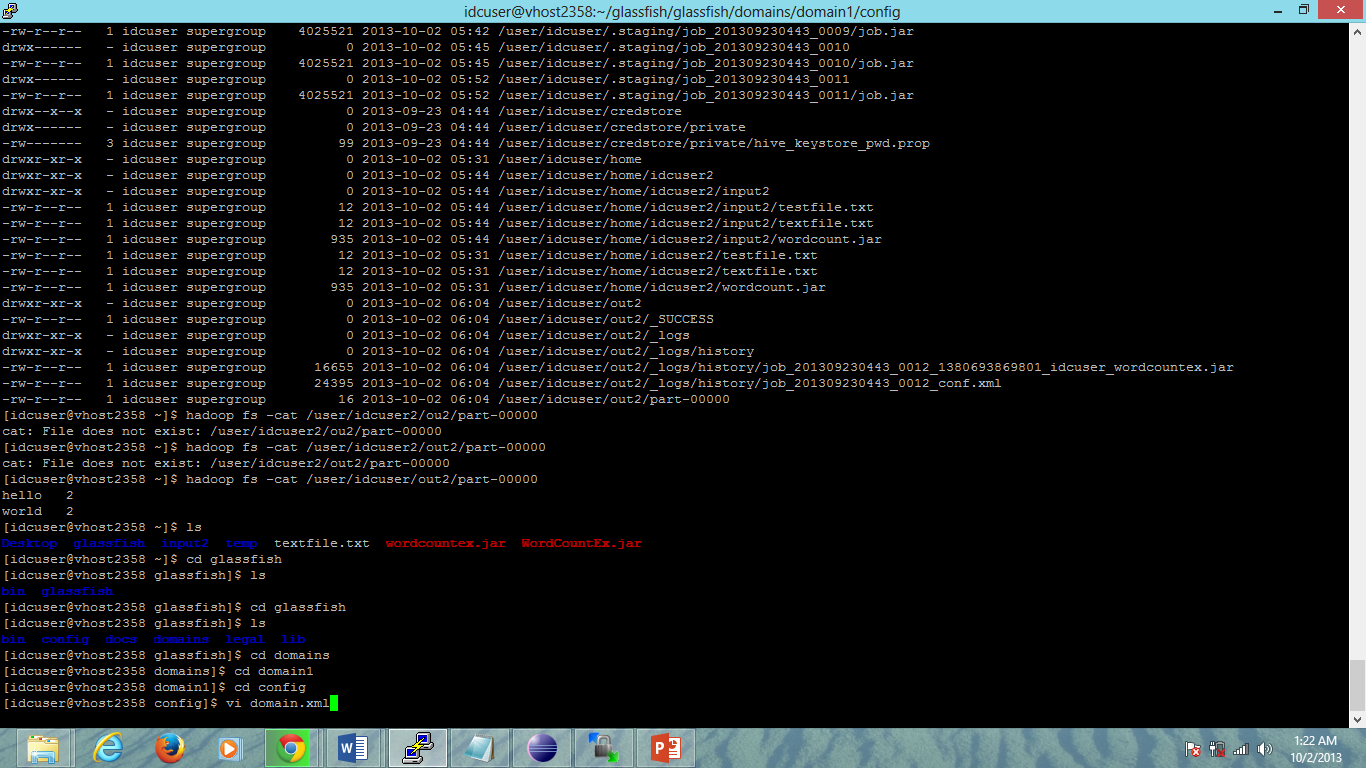 idcuser@vhost2358:~/glassfish/glassfish/domains/domain1/config
-rw-r--r-- 1 idcuser supergroup 4025521 2013-10-02 05:42 /user/idcuser/.staging/job_201309230443_0009/job.jar
drwx------ - idcuser supergroup 0 2013-10-02 05:45 /user/idcuser/.staging/job_201309230443_0010
-rw-r--r-- 1 idcuser supergroup 4025521 2013-10-02 05:45 /user/idcuser/.staging/job_201309230443_0010/job.jar
drwx------ - idcuser supergroup 0 2013-10-02 05:52 /user/idcuser/.staging/job_201309230443_0011
-rw-r--r-- 1 idcuser supergroup 4025521 2013-10-02 05:52 /user/idcuser/.staging/job_201309230443_0011/job.jar
drwx--x--x - idcuser supergroup 0 2013-09-23 04:44 /user/idcuser/credstore
drwx------ - idcuser supergroup 0 2013-09-23 04:44 /user/idcuser/credstore/private
-rw------- 3 idcuser supergroup 99 2013-09-23 04:44 /user/idcuser/credstore/private/hive_keystore_pwd.prop
drwxr-xr-x - idcuser supergroup 0 2013-10-02 05:31 /user/idcuser/home
drwxr-xr-x - idcuser supergroup 0 2013-10-02 05:44 /user/idcuser/home/idcuser2
drwxr-xr-x - idcuser supergroup 0 2013-10-02 05:44 /user/idcuser/home/idcuser2/input2
-rw-r--r-- 1 idcuser supergroup 12 2013-10-02 05:44 /user/idcuser/home/idcuser2/input2/testfile.txt
-rw-r--r-- 1 idcuser supergroup 12 2013-10-02 05:44 /user/idcuser/home/idcuser2/input2/textfile.txt
-rw-r--r-- 1 idcuser supergroup 935 2013-10-02 05:44 /user/idcuser/home/idcuser2/input2/wordcount.jar
-rw-r--r-- 1 idcuser supergroup 12 2013-10-02 05:31 /user/idcuser/home/idcuser2/testfile.txt
-rw-r--r-- 1 idcuser supergroup 12 2013-10-02 05:31 /user/idcuser/home/idcuser2/textfile.txt
-rw-r--r-- 1 idcuser supergroup 935 2013-10-02 05:31 /user/idcuser/home/idcuser2/wordcount.jar
drwxr-xr-x - idcuser supergroup 0 2013-10-02 06:04 /user/idcuser/out2
-rw-r--r-- 1 idcuser supergroup 0 2013-10-02 06:04 /user/idcuser/out2/_SUCCESS
drwxr-xr-x - idcuser supergroup 0 2013-10-02 06:04 /user/idcuser/out2/_logs
drwxr-xr-x - idcuser supergroup 0 2013-10-02 06:04 /user/idcuser/out2/_logs/history
-rw-r--r-- 1 idcuser supergroup 16655 2013-10-02 06:04 /user/idcuser/out2/_logs/history/job_201309230443_0012_1380693869801_idcuser_wordcountex.jar
-rw-r--r-- 1 idcuser supergroup 24395 2013-10-02 06:04 /user/idcuser/out2/_logs/history/job_201309230443_0012_conf.xml
-rw-r--r-- 1 idcuser supergroup 16 2013-10-02 06:04 /user/idcuser/out2/part-00000
[idcuser@vhost2358 ~]$ hadoop fs -cat /user/idcuser2/ou2/part-00000
cat: File does not exist: /user/idcuser2/ou2/part-00000
[idcuser@vhost2358 ~]$ hadoop fs -cat /user/idcuser2/out2/part-00000
cat: File does not exist: /user/idcuser2/out2/part-00000
[idcuser@vhost2358 ~]$ hadoop fs -cat /user/idcuser/out2/part-00000
hello 2
world 2
[idcuser@vhost2358 ~]$ ls
Desktop glassfish input2 temp textfile.txt wordcountex.jar WordCountEx.jar
[idcuser@vhost2358 ~]$ cd glassfish
[idcuser@vhost2358 glassfish]$ ls
bin glassfish
[idcuser@vhost2358 glassfish]$ cd glassfish
[idcuser@vhost2358 glassfish]$ ls
bin config docs domains legal lib
[idcuser@vhost2358 glassfish]$ cd domains
[idcuser@vhost2358 domains]$ cd domain1
[idcuser@vhost2358 domain1]$ cd config
[idcuser@vhost2358 config]$ vi domain.xml
1:22 AM
10/2/2013